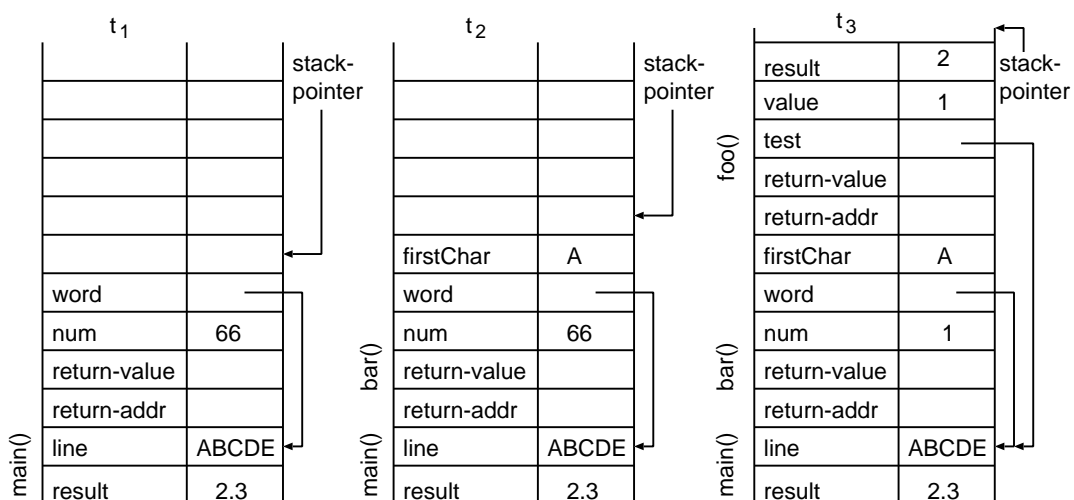 t1
stack-
pointer
word
num 66
return-value
return-addr
main()
line ABCDE
result 2.3
t2
stack-
pointer
firstChar A
word
bar()
num 66
return-value
return-addr
main()
line ABCDE
result 2.3
t3
stack-
pointer
result 2
value 1
foo()
test
return-value
return-addr
firstChar A
word
bar()
num 1
return-value
return-addr
main()
line ABCDE
result 2.3